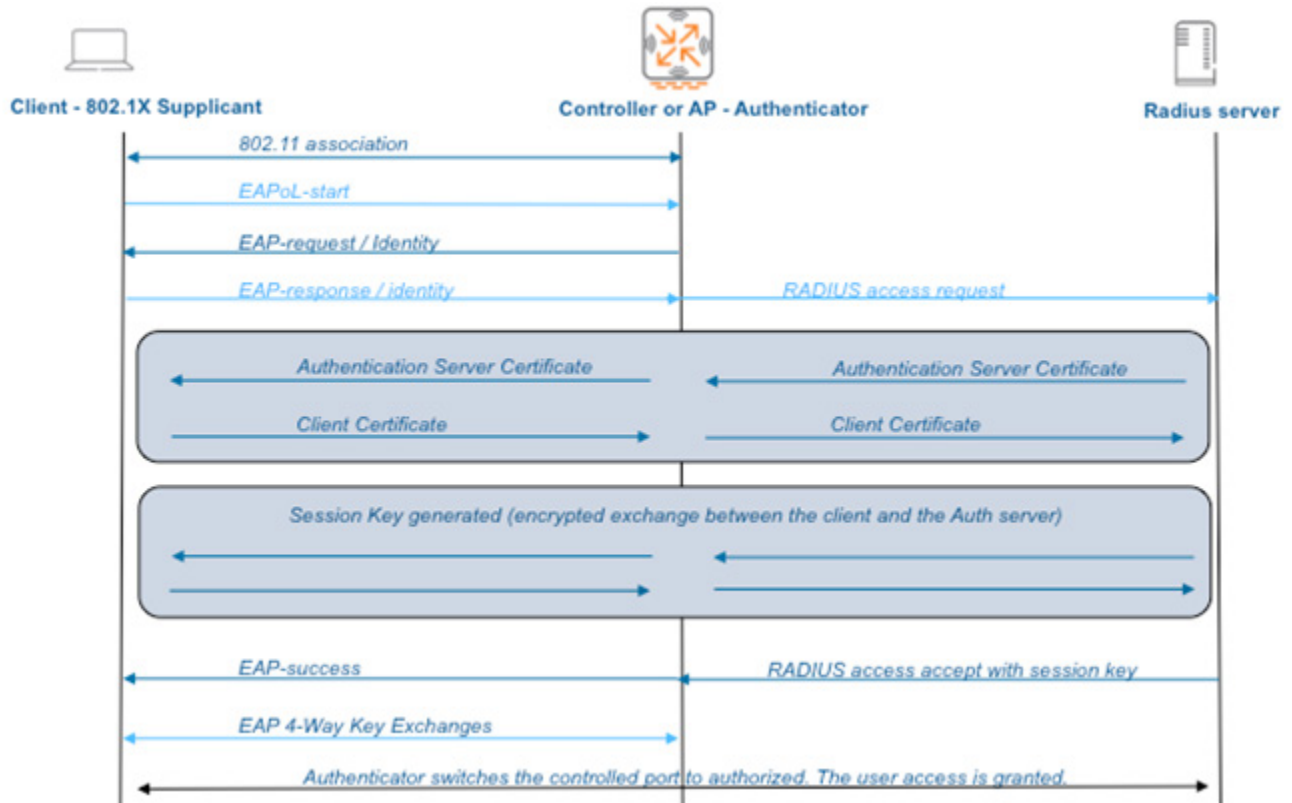 Client - 802.1X Supplicant
Controller or AP - Authenticator
Radius server
802.11 association
EAPoL-start
EAP-request / Identity
EAP-response / identity
RADIUS access request
Authentication Server Certificate
Authentication Server Certificate
Client Certificate
Client Certificate
Session Key generated (encrypted exchange between the client and the Auth server)
EAP-success
RADIUS access accept with session key
EAP 4-Way Key Exchanges
Authenticator switches the controlled port to authorized. The user access is granted.